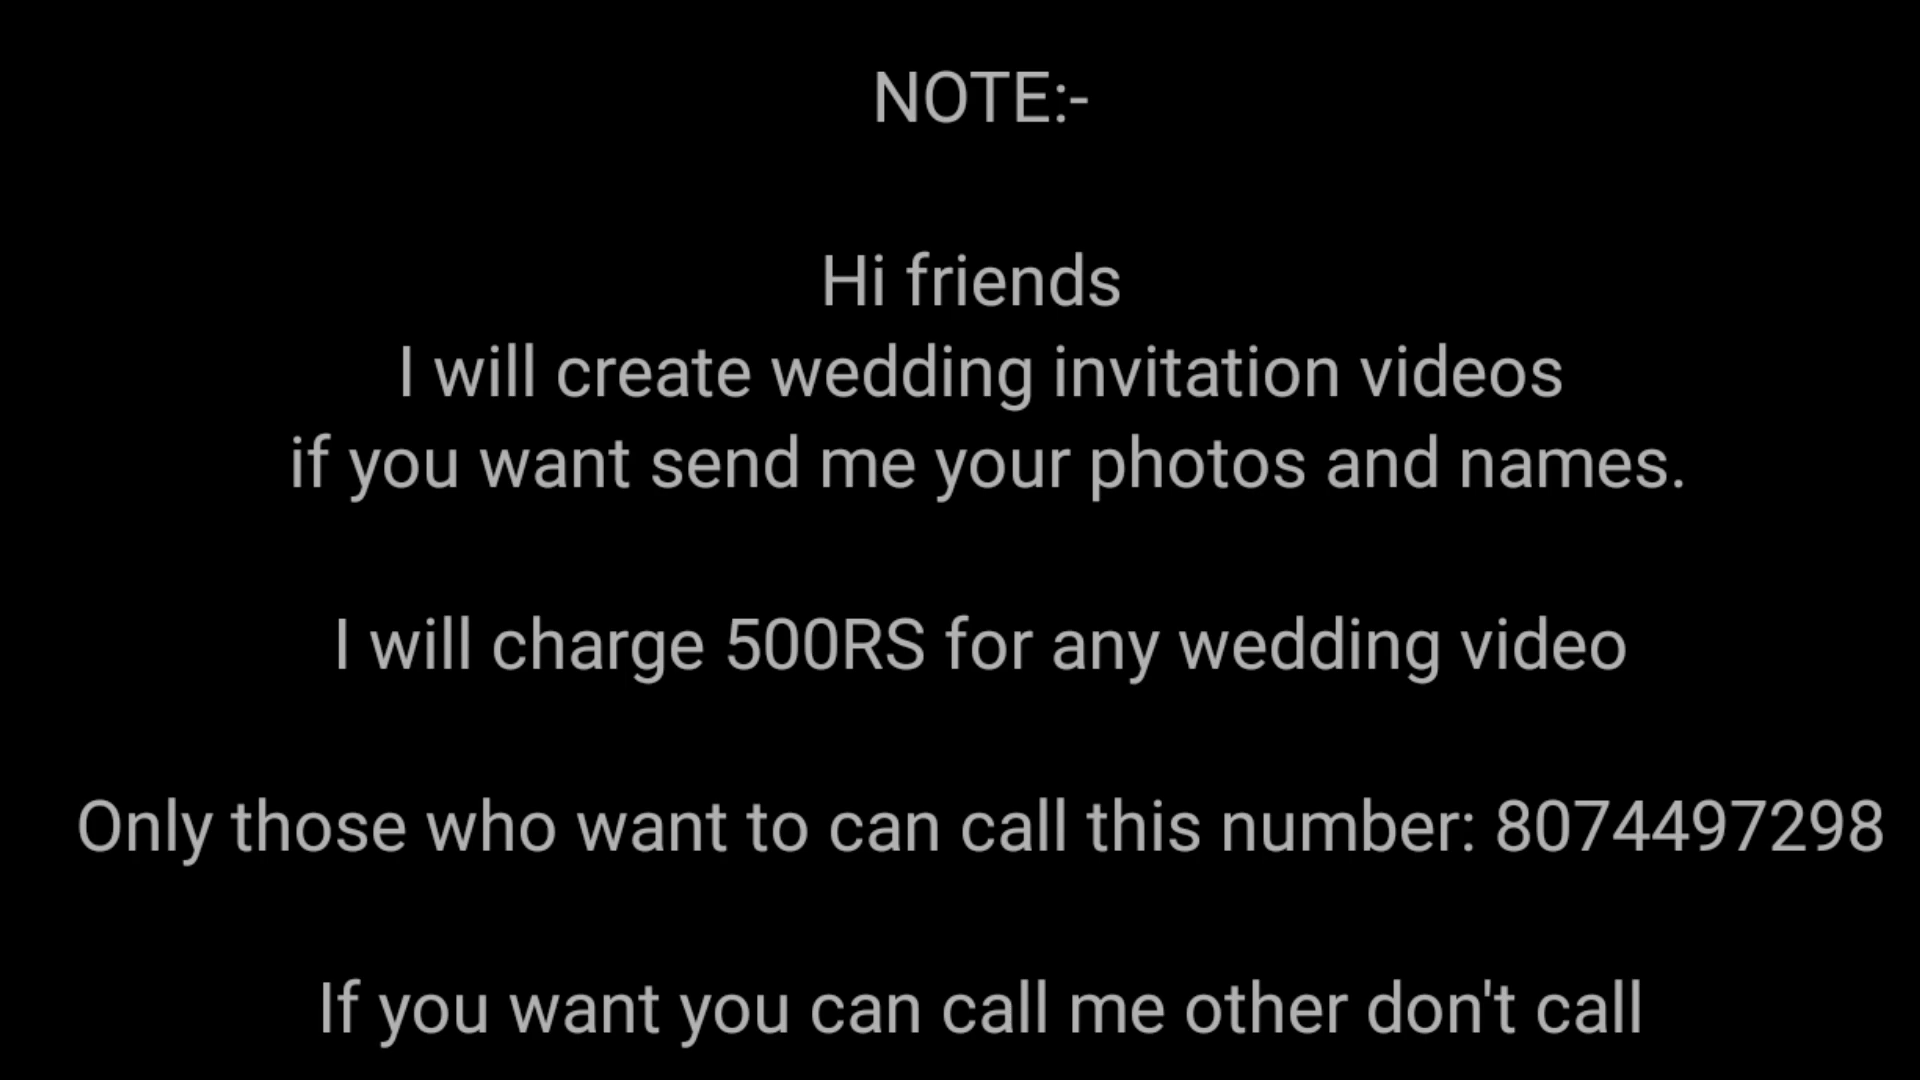 NOTE:-
Hi friends
I will create wedding invitation videos
if you want send me your photos and names.
I will charge 500RS for any wedding video
Only those who want to can call this number: 8074497298
If you want you can call me other don't call